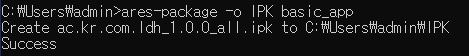 C:₩Users₩admin>ares-package -o IPK basic_app
Create ac.kr.com.ldh_1.0.0_all.ipk to C:₩Users₩admin₩IPK
Success